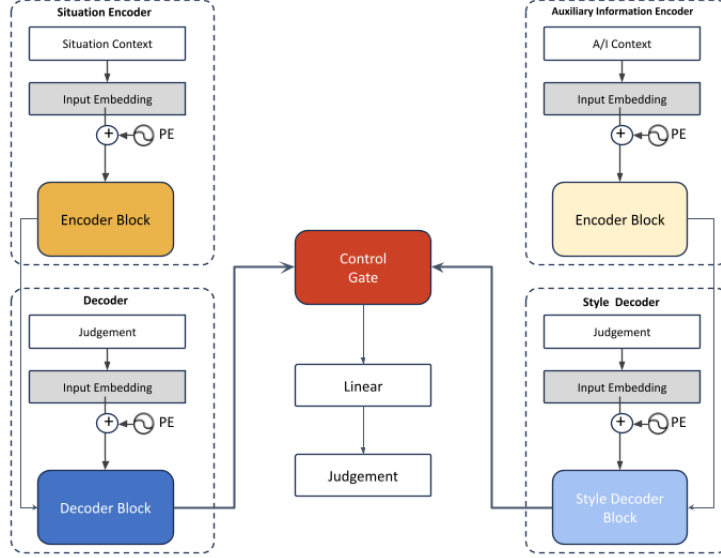 Situation Encoder
Situation Context
Input Embedding
+
PE
Encoder Block
Auxiliary Information Encoder
A/I Context
Input Embedding
+
PE
Encoder Block
Control
Gate
Linear
Judgement
Decoder
Judgement
Input Embedding
+
PE
Decoder Block
Style Decoder
Judgement
Input Embedding
+
PE
Style Decoder
Block